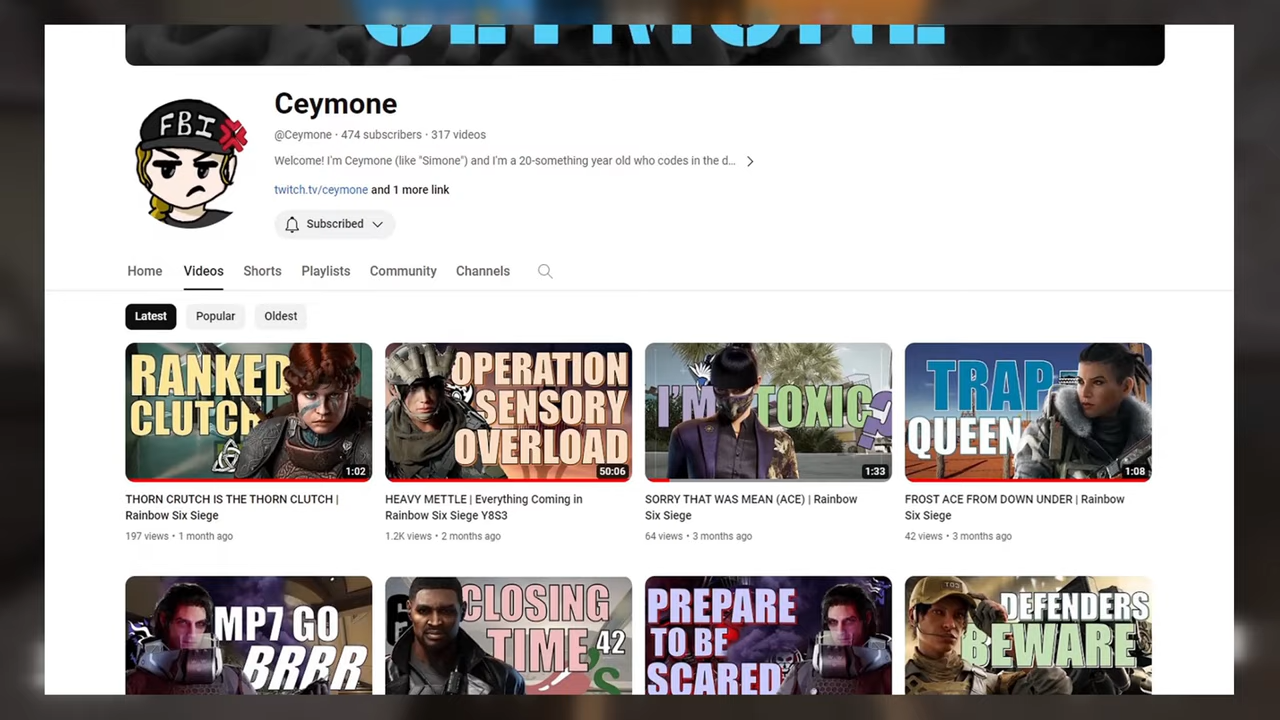 CEYMONE
FBI
Ceymone
@Ceymone · 474 subscribers · 317 videos
Welcome! I'm Ceymone (like "Simone") and I'm a 20-something year old who codes in the d...
twitch.tv/ceymone and 1 more link
Subscribed
Home Videos Shorts Playlists Community Channels
Latest Popular Oldest
RANKED
CLUTCH
1:02
OPERATION
SENSORY
OVERLOAD
50:06
I'M TOXIC?
1:33
TRAP
QUEEN
1:08
THORN CRUTCH IS THE THORN CLUTCH |
Rainbow Six Siege
197 views • 1 month ago
HEAVY METTLE | Everything Coming in
Rainbow Six Siege Y8S3
1.2K views • 2 months ago
SORRY THAT WAS MEAN (ACE) | Rainbow
Six Siege
64 views • 3 months ago
FROST ACE FROM DOWN UNDER | Rainbow
Six Siege
42 views • 3 months ago
MP7 GO
BRRR
CLOSING
TIME
42
PREPARE
TO BE
SCARED
DEFENDERS
BEWARE